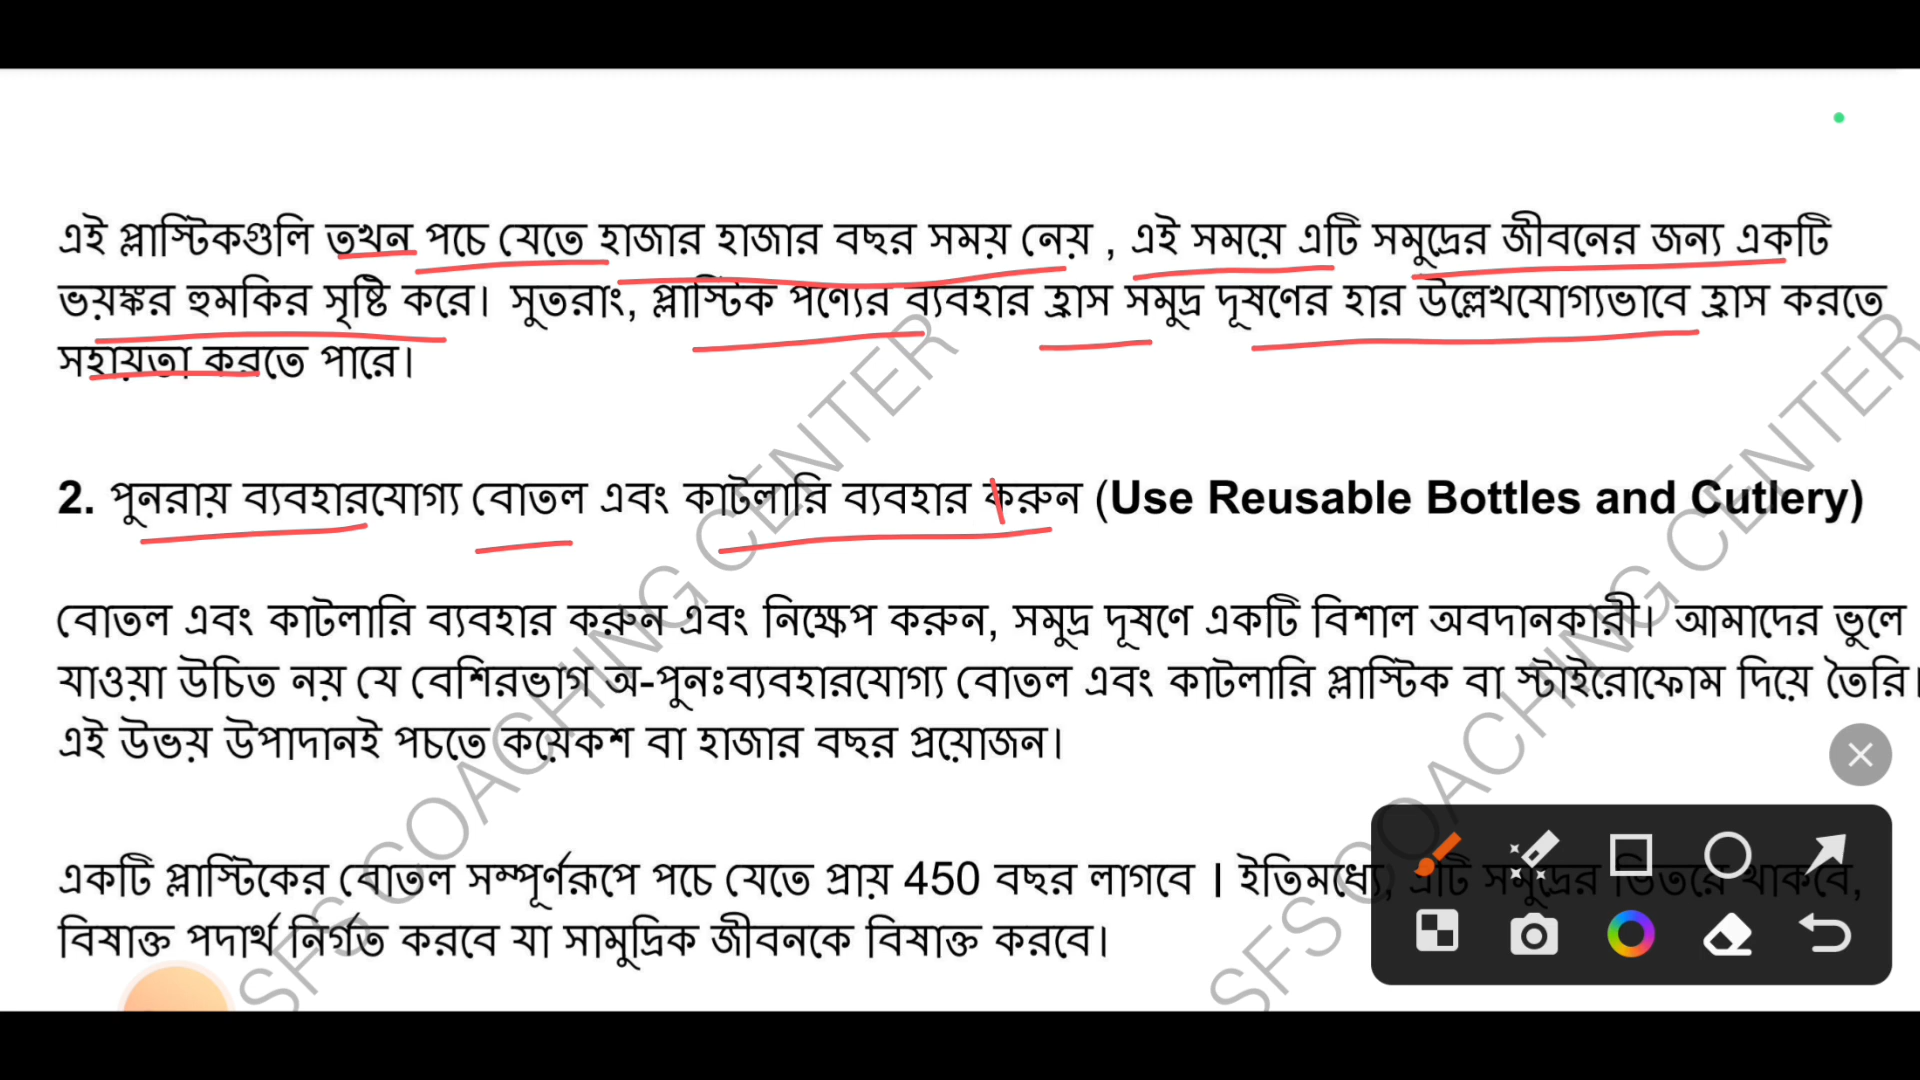 এই প্লাস্টিকগুলি তখন পচে যেতে হাজার হাজার বছর সময় নেয় , এই সময়ে এটি সমুদ্রের জীবনের জন্য একটি
ভয়ঙ্কর হুমকির সৃষ্টি করে। সুতরাং, প্লাস্টিক পণ্যের ব্যবহার হ্রাস সমুদ্র দূষণের হার উল্লেখযোগ্যভাবে হ্রাস করতে
সহায়তা করতে পারে।
2. পুনরায় ব্যবহারযোগ্য বোতল এবং কাটলারি ব্যবহার করুন (Use Reusable Bottles and Cutlery)
বোতল এবং কাটলারি ব্যবহার করুন এবং নিক্ষেপ করুন, সমুদ্র দূষণে একটি বিশাল অবদানকারী। আমাদের ভুলে
যাওয়া উচিত নয় যে বেশিরভাগ অ-পুনঃব্যবহারযোগ্য বোতল এবং কাটলারি প্লাস্টিক বা স্টাইরোফোম দিয়ে তৈরি।
এই উভয় উপাদানই পচতে কয়েকশ বা হাজার বছর প্রয়োজন।
একটি প্লাস্টিকের বোতল সম্পূর্ণরূপে পচে যেতে প্রায় 450 বছর লাগবে । ইতিমধ্যে, এটি সমুদ্রের ভিতরে থাকবে,
বিষাক্ত পদার্থ নির্গত করবে যা সামুদ্রিক জীবনকে বিষাক্ত করবে।
SFS COACHING CENTER
SFS COACHING CENTER